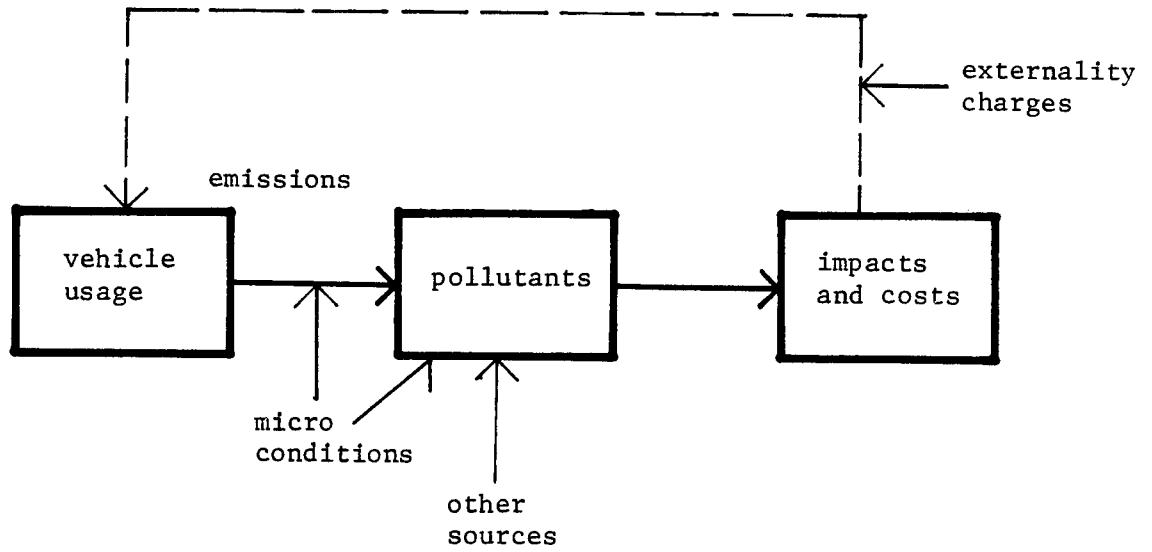 externality
charges
emissions
vehicle
usage
pollutants
impacts
and costs
micro
conditions
other
sources